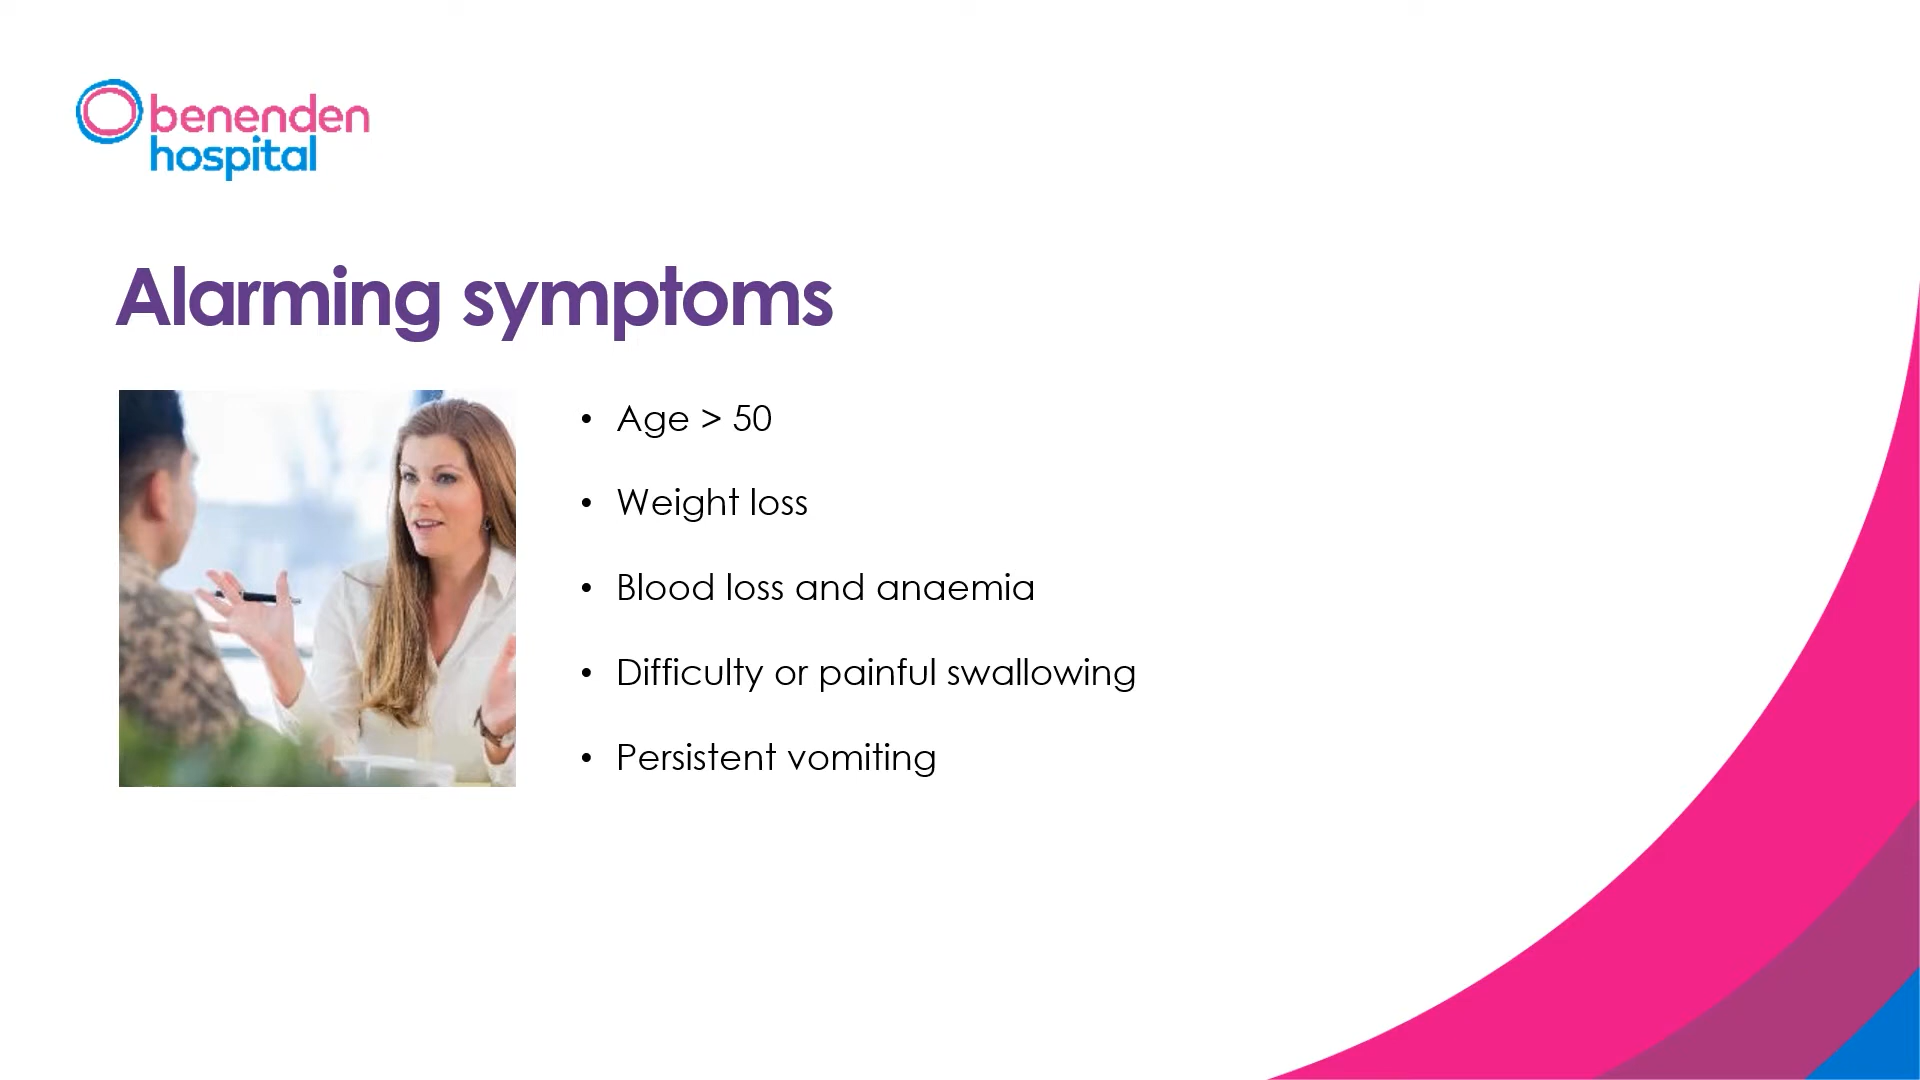 benenden
hospital
Alarming symptoms
• Age > 50
• Weight loss
• Blood loss and anaemia
• Difficulty or painful swallowing
• Persistent vomiting